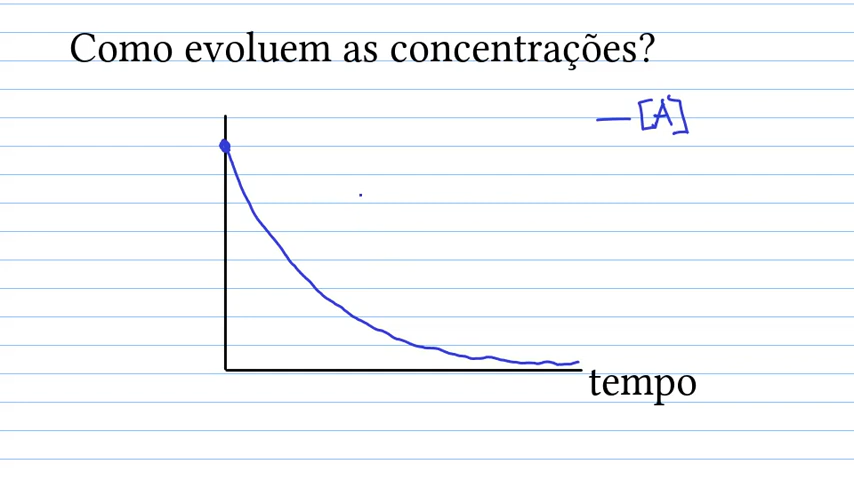 Como evoluem as concentrações?
— [A]
tempo